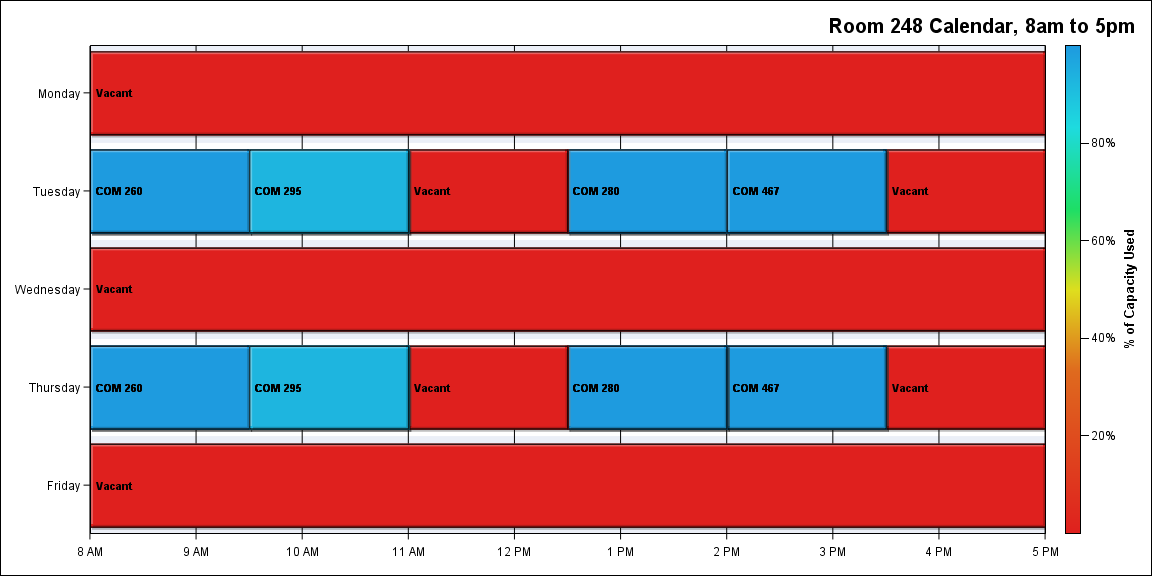 Room 248 Calendar, 8am to 5pm
Monday
Vacant
Tuesday
COM 260
COM 295
Vacant
COM 280
COM 467
Vacant
Wednesday
Vacant
Thursday
COM 260
COM 295
Vacant
COM 280
COM 467
Vacant
Friday
Vacant
8 AM
9 AM
10 AM
11 AM
12 PM
1 PM
2 PM
3 PM
4 PM
5 PM
80%
60%
40%
20%
% of Capacity Used